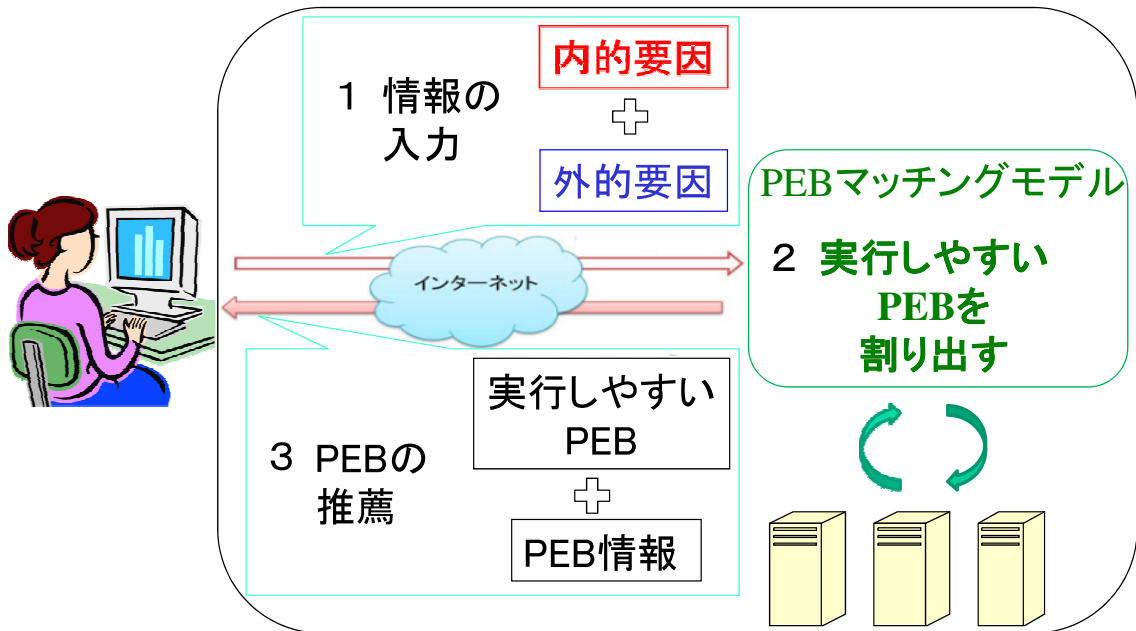 内的要因
1 情報の
入力
外的要因
インターネット
PEBマッチングモデル
2 実行しやすい
PEBを
割り出す
実行しやすい
PEB
3 PEBの
推薦
PEB情報